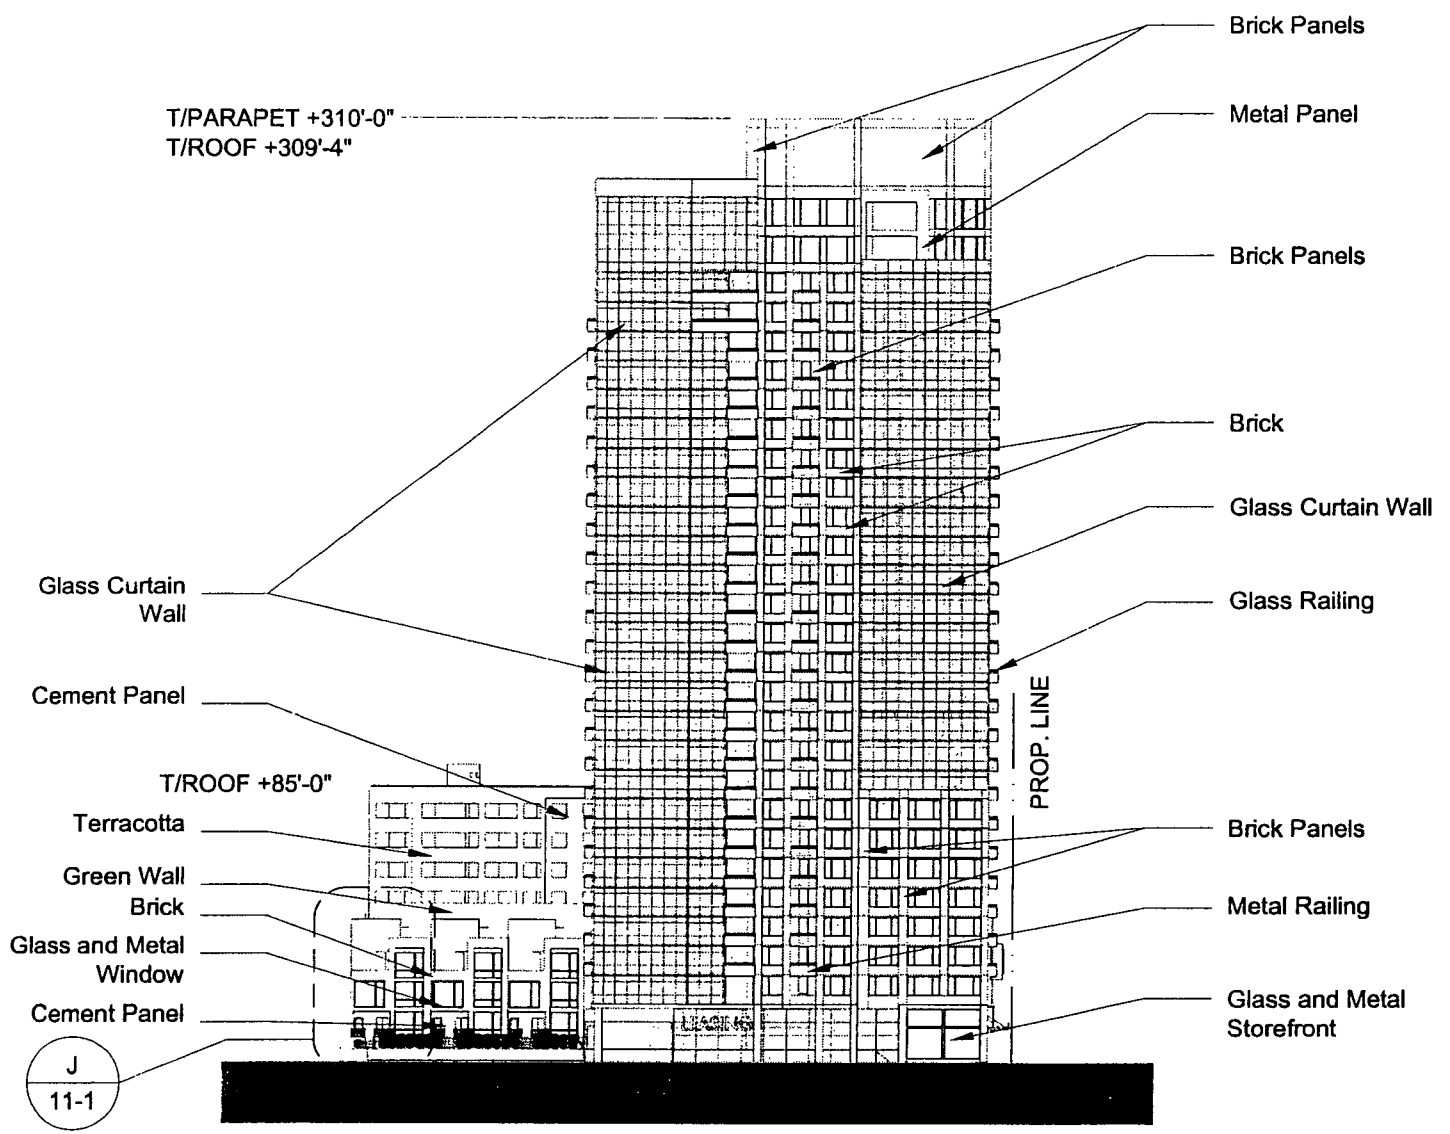 Brick Panels
T/PARAPET +310'-0"
T/ROOF +309'-4"
Metal Panel
Brick Panels
Brick
Glass Curtain Wall
Glass Curtain
Wall
Glass Railing
Cement Panel
PROP. LINE
T/ROOF +85'-0"
Terracotta
Brick Panels
Green Wall
Brick
Metal Railing
Glass and Metal
Window
Cement Panel
Glass and Metal
Storefront
LEASING
J
11-1